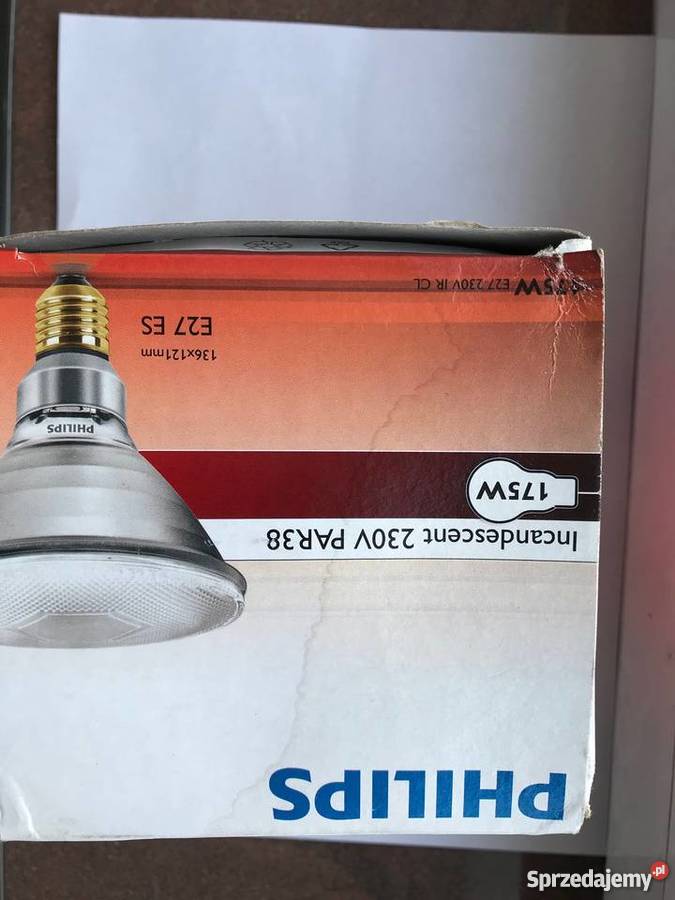 PHILIPS
Incandescent 230V PAR38
175W
PHILIPS
136x121mm
E27 ES
175W E27 230V IR CL
Sprzedajemy.pl